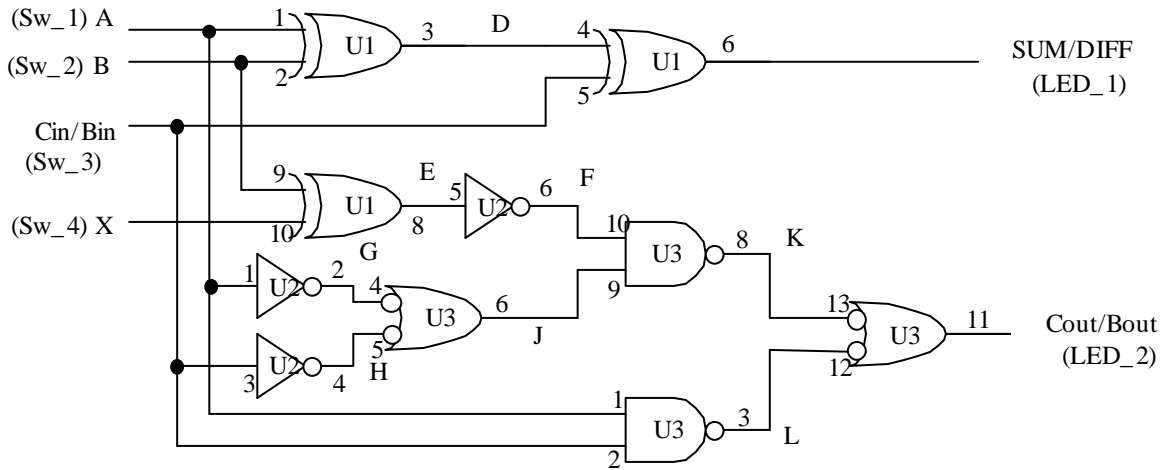 (Sw_1) A
1
U1
2
3
D
4
U1
5
6
SUM/DIFF
(LED_1)
(Sw_2) B
Cin/Bin
(Sw_3)
(Sw_4) X
9
U1
10
8
E
5
U2
6
F
10
U3
9
8
K
G
1
U2
2
4
U3
5
6
J
3
U2
4
H
13
U3
12
11
Cout/Bout
(LED_2)
1
U3
2
3
L